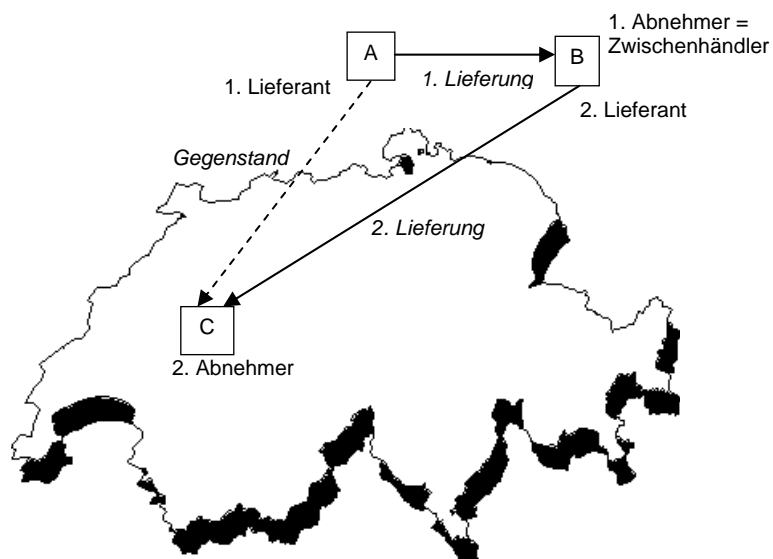 1. Abnehmer =
Zwischenhändler
A
B
1. Lieferung
1. Lieferant
2. Lieferant
Gegenstand
2. Lieferung
C
2. Abnehmer